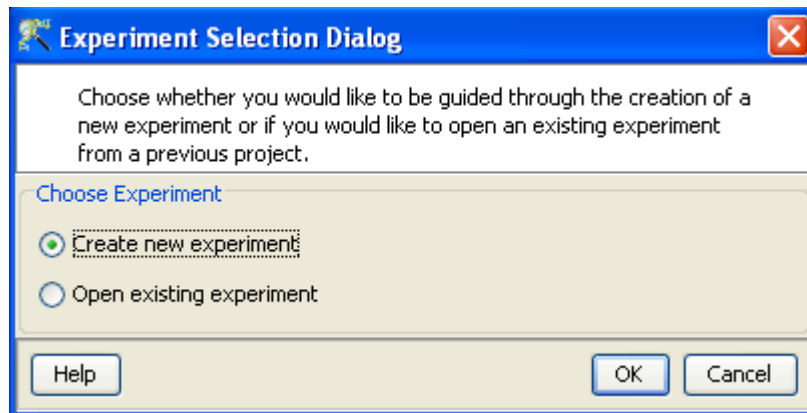 Experiment Selection Dialog
Choose whether you would like to be guided through the creation of a
new experiment or if you would like to open an existing experiment
from a previous project.
Choose Experiment
Create new experiment
Open existing experiment
Help OK Cancel